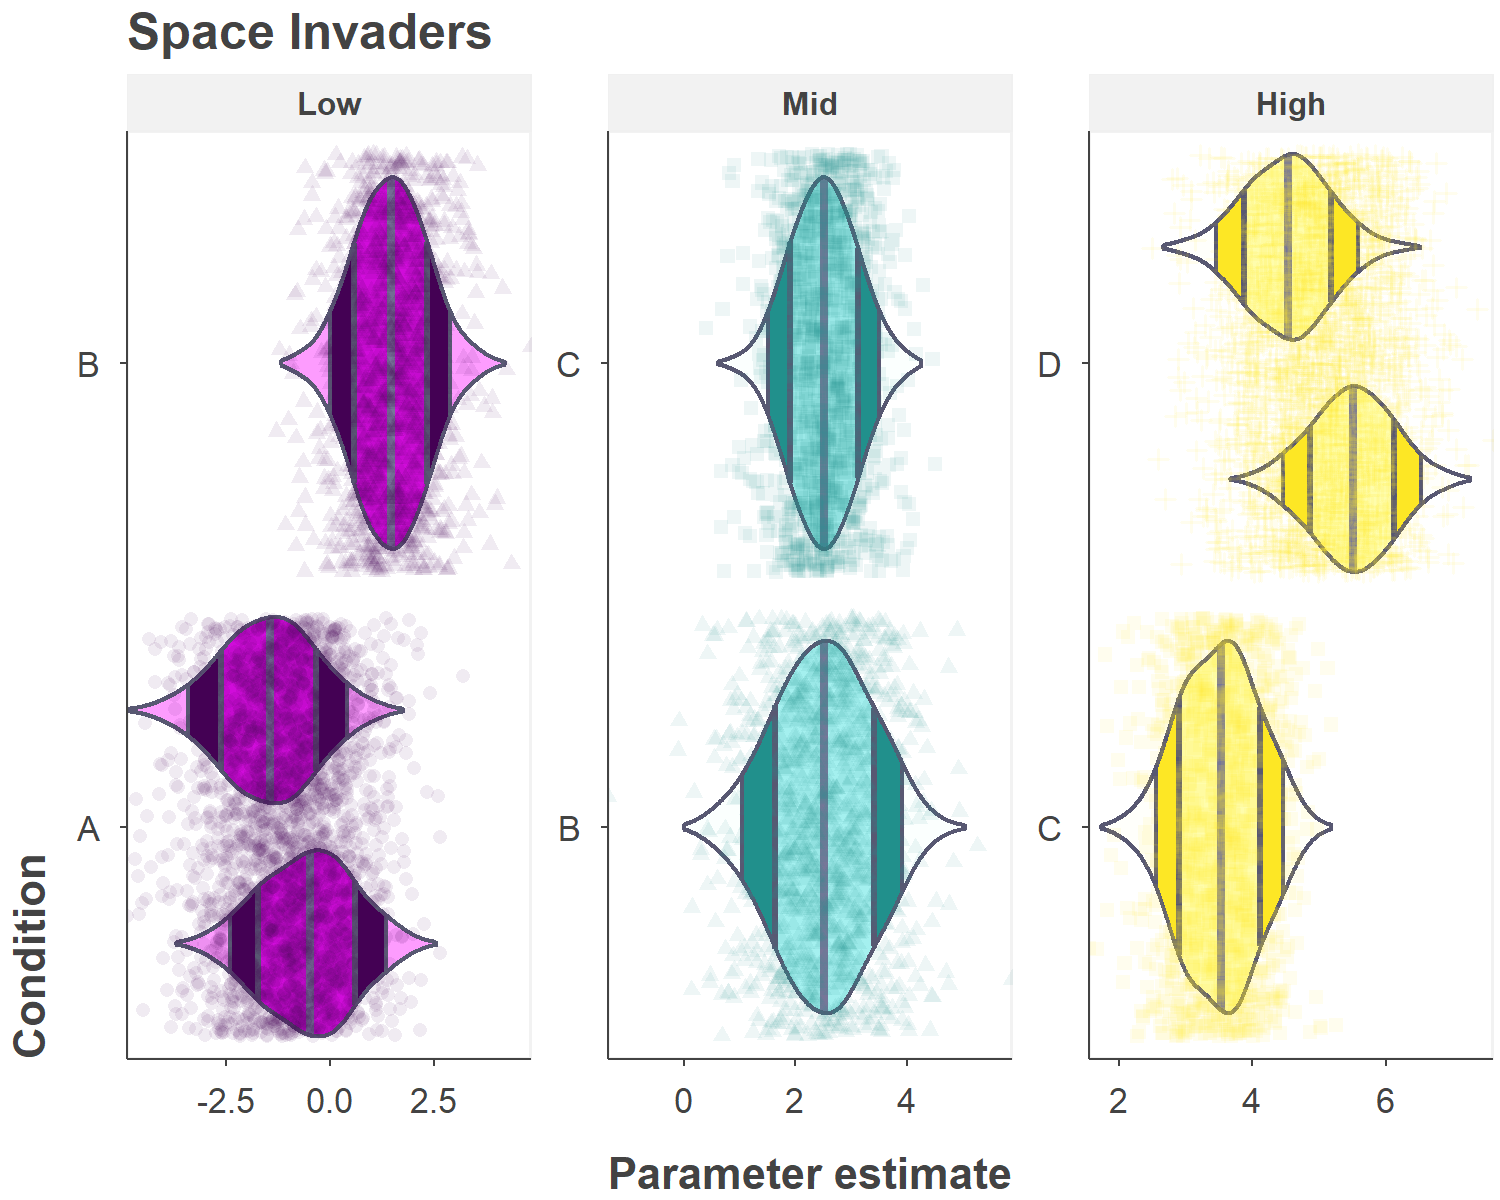 Space Invaders
Low Mid High
B C D
A B C
-2.5 0.0 2.5 0 2 4 2 4 6
Condition
Parameter estimate